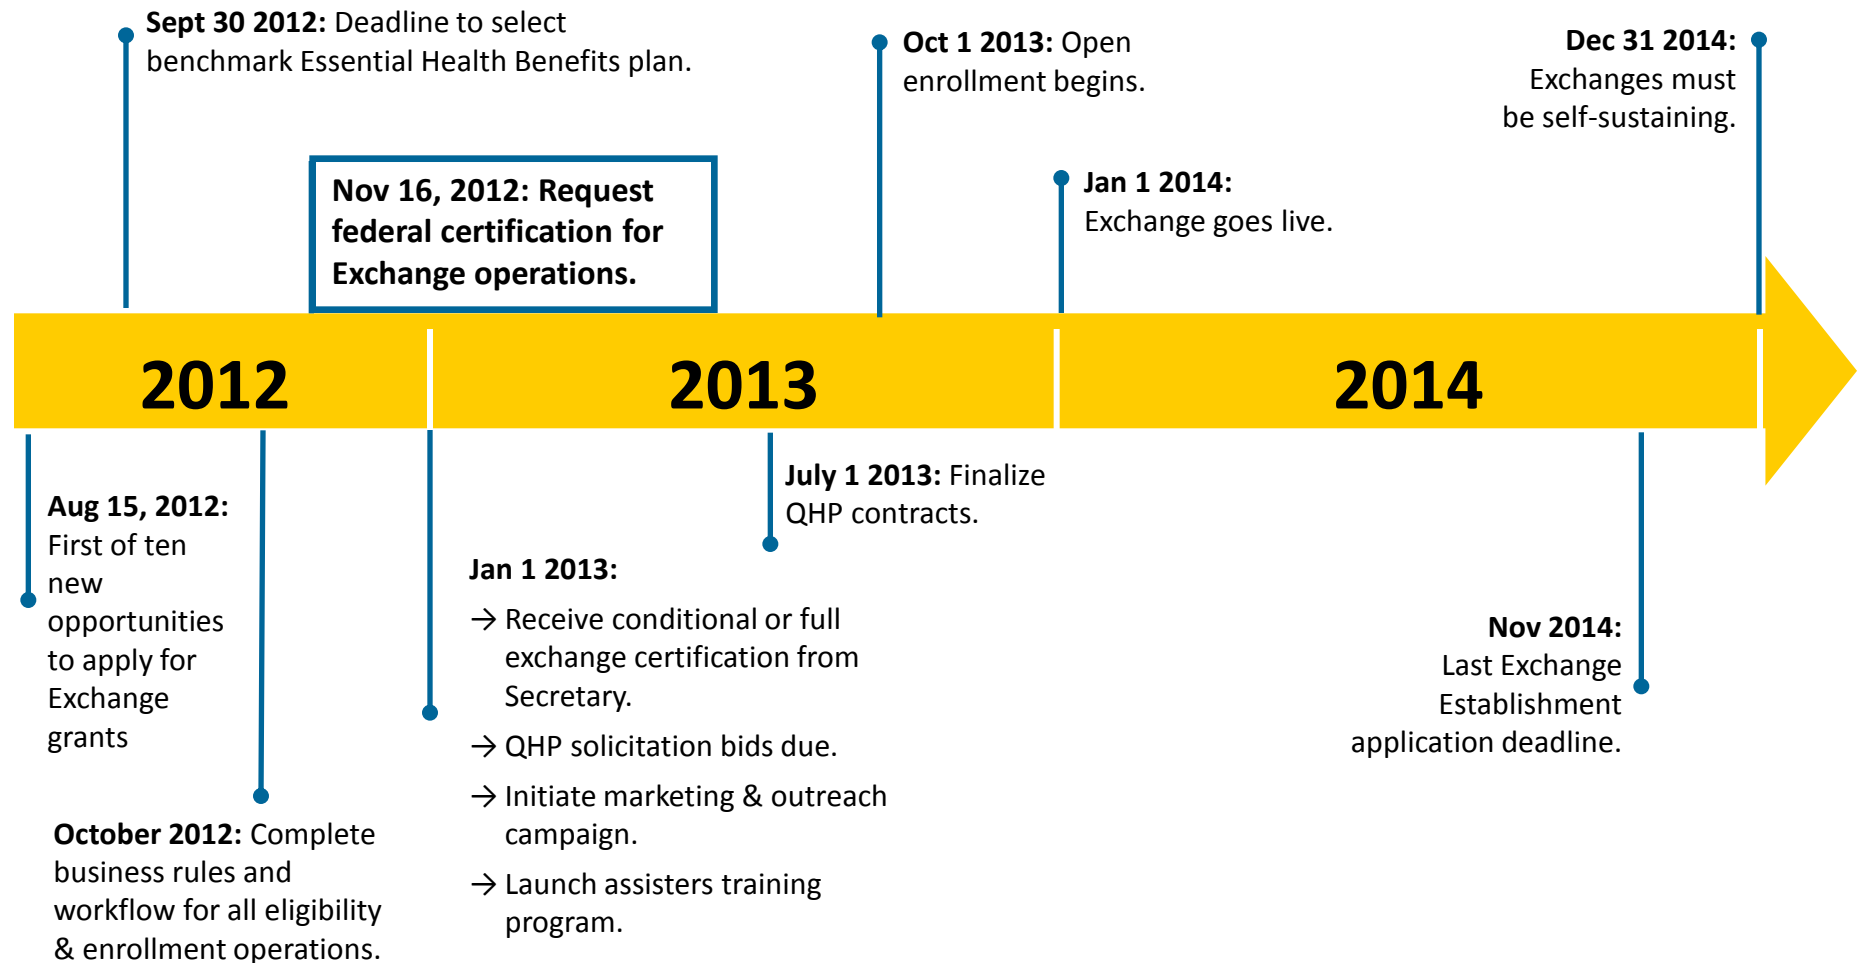 Sept 30 2012: Deadline to select
benchmark Essential Health Benefits plan.
Oct 1 2013: Open
enrollment begins.
Dec 31 2014:
Exchanges must
be self-sustaining.
Nov 16, 2012: Request
federal certification for
Exchange operations.
Jan 1 2014:
Exchange goes live.
2012
2013
2014
Aug 15, 2012:
First of ten
new
opportunities
to apply for
Exchange
grants
October 2012: Complete
business rules and
workflow for all eligibility
& enrollment operations.
Jan 1 2013:
→ Receive conditional or full
exchange certification from
Secretary.
→ QHP solicitation bids due.
→ Initiate marketing & outreach
campaign.
→ Launch assisters training
program.
July 1 2013: Finalize
QHP contracts.
Nov 2014:
Last Exchange
Establishment
application deadline.